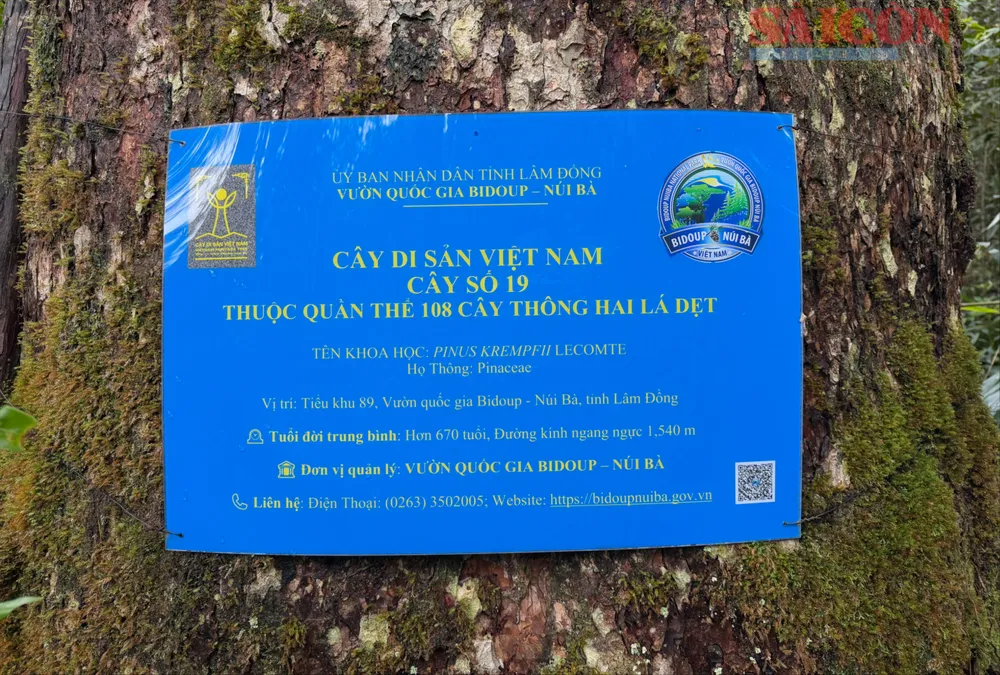 SAIGON
ỦY BAN NHÂN DÂN TỈNH LÂM ĐỒNG
VƯỜN QUỐC GIA BIDOUP – NÚI BÀ
CÂY DI SẢN VIỆT NAM
BIDOUP NÚI BÀ
VIỆT NAM
CÂY DI SẢN VIỆT NAM
CÂY SỐ 19
THUỘC QUẦN THỂ 108 CÂY THÔNG HAI LÁ DẸT
TÊN KHOA HỌC: PINUS KREMPFII LECOMTE
Họ Thông: Pinaceae
Vị trí: Tiểu khu 89, Vườn quốc gia Bidoup - Núi Bà, tỉnh Lâm Đồng
Tuổi đời trung bình: Hơn 670 tuổi, Đường kính ngang ngực 1,540 m
Đơn vị quản lý: VƯỜN QUỐC GIA BIDOUP – NÚI BÀ
Liên hệ: Điện Thoại: (0263) 3502005; Website: https://bidoupnuiba.gov.vn